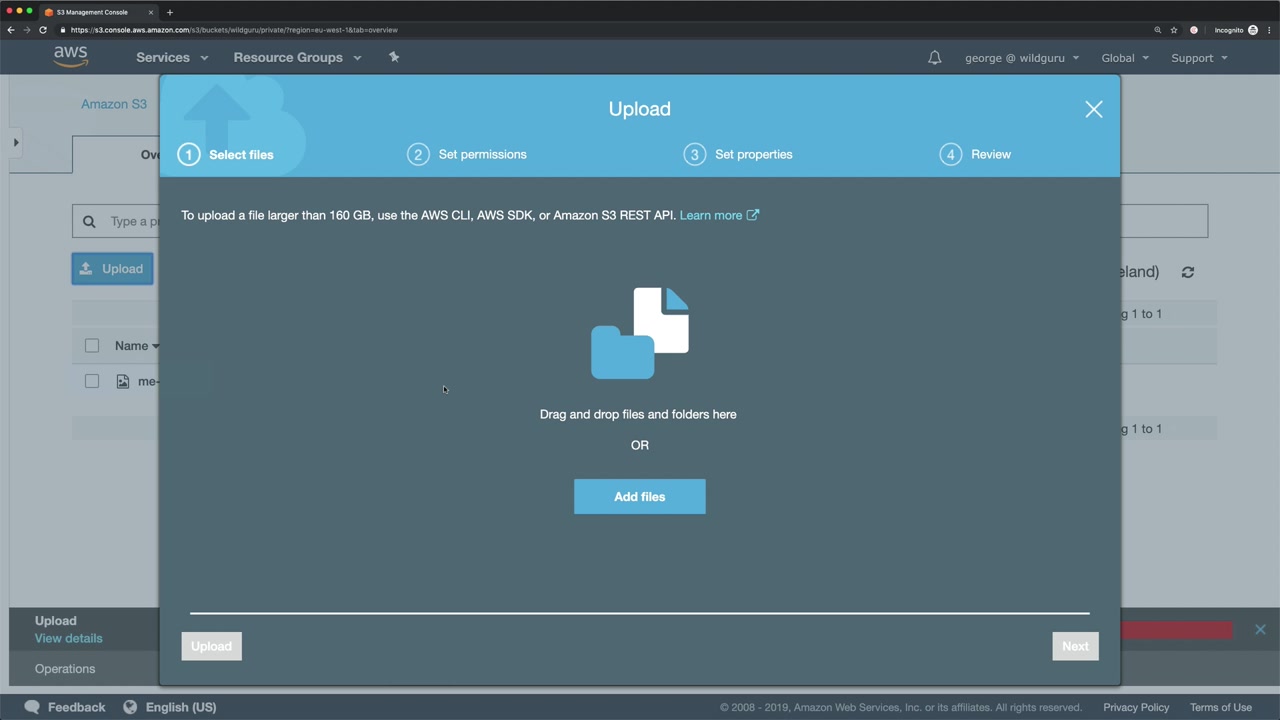 S3 Management Console
https://s3.console.aws.amazon.com/s3/buckets/wildguru/private/?region=eu-west-1&tab=overview
Incognito
aws
Services
Resource Groups
george @ wildguru
Global
Support
Amazon S3
Upload
1 Select files
2 Set permissions
3 Set properties
4 Review
Ove
To upload a file larger than 160 GB, use the AWS CLI, AWS SDK, or Amazon S3 REST API. Learn more
Type a p
Upload
eland)
g 1 to 1
Name
me-
Drag and drop files and folders here
g 1 to 1
OR
Add files
Upload
View details
Upload
Next
Operations
Feedback
English (US)
© 2008 - 2019, Amazon Web Services, Inc. or its affiliates. All rights reserved.
Privacy Policy
Terms of Use